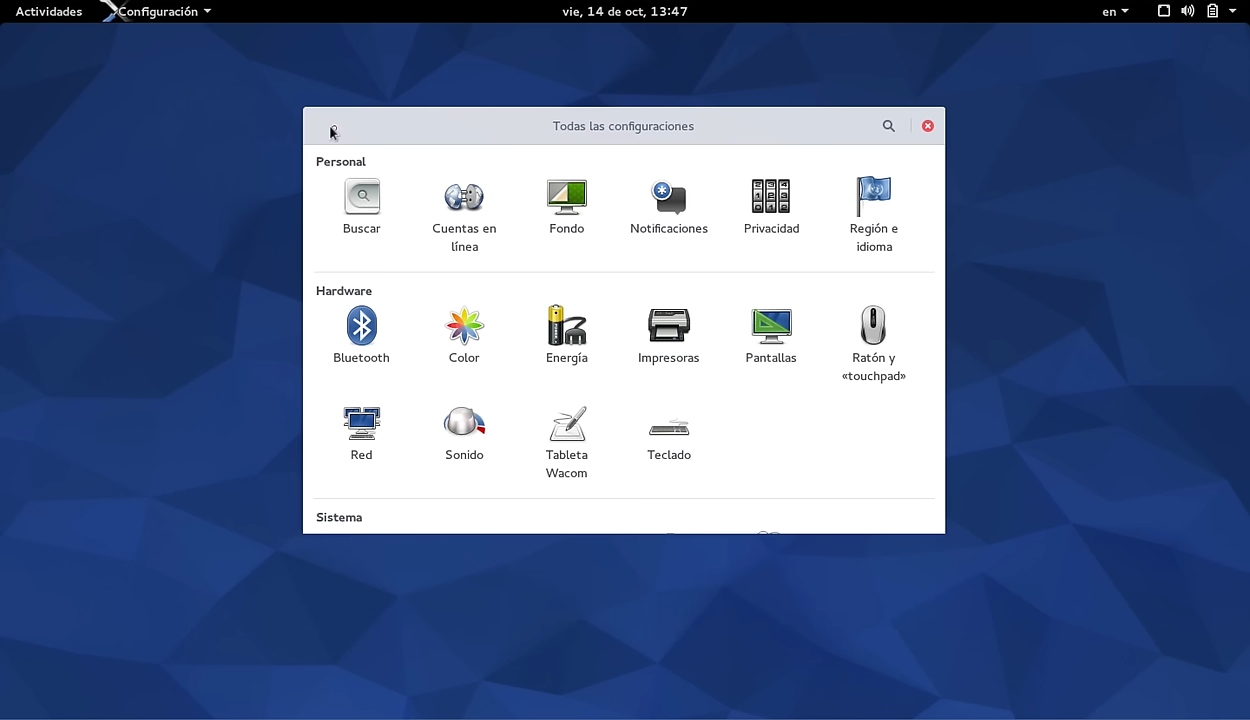 Actividades Configuración vie, 14 de oct, 13:47 en
Todas las configuraciones
Personal
Buscar Cuentas en línea Fondo Notificaciones Privacidad Región e idioma
Hardware
Bluetooth Color Energía Impresoras Pantallas Ratón y «touchpad»
Red Sonido Tableta Wacom Teclado
Sistema